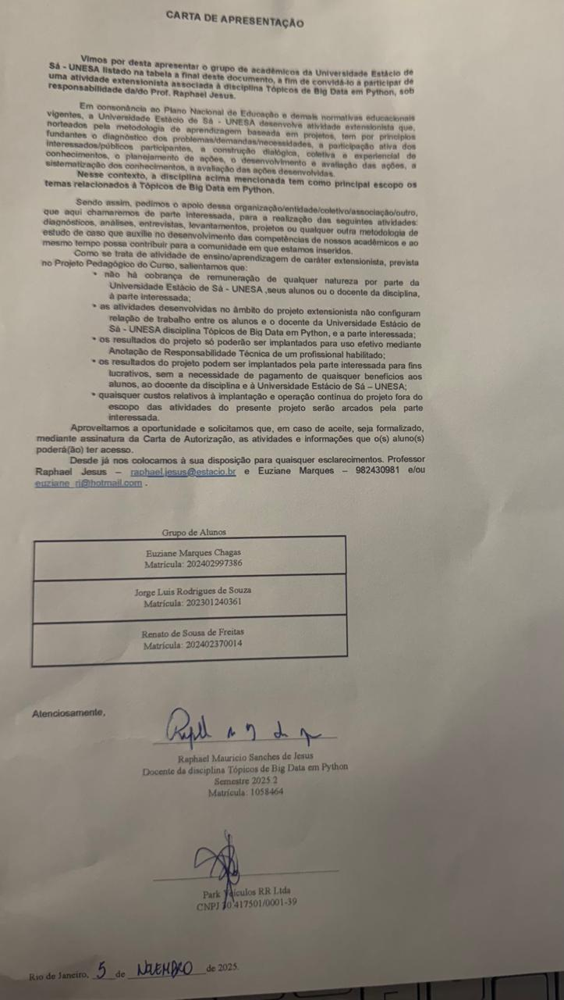 CARTA DE APRESENTAÇÃO
Vimos por desta apresentar o grupo de acadêmicos da Universidade Estácio de
Sá - UNESA listado na tabela a final deste documento, a fim de convidá-lo a participar de
uma atividade extensionista associada à disciplina Tópicos de Big Data em Python, sob
responsabilidade da/do Prof. Raphael Jesus.
Em consonância ao Plano Nacional de Educação e demais normativas educacionais
vigentes, a Universidade Estácio de Sá - UNESA desenvolve atividade extensionista que,
norteados pela metodologia de aprendizagem baseada em projetos, tem por princípios
fundantes o diagnóstico dos problemas/demandas/necessidades, a participação ativa dos
interessados/públicos participantes, a construção dialógica, coletiva e experiencial de
conhecimentos, o planejamento de ações, o desenvolvimento e avaliação das ações, a
sistematização dos conhecimentos, a avaliação das ações desenvolvidas.
Nesse contexto, a disciplina acima mencionada tem como principal escopo os
temas relacionados à Tópicos de Big Data em Python.
Sendo assim, pedimos o apoio dessa organização/entidade/coletivo/associação/outro,
que aqui chamaremos de parte interessada, para a realização das seguintes atividades:
diagnósticos, análises, entrevistas, levantamentos, projetos ou qualquer outra metodologia de
estudo de caso que auxilie no desenvolvimento das competências de nossos acadêmicos e ao
mesmo tempo possa contribuir para a comunidade em que estamos inseridos.
Como se trata de atividade de ensino/aprendizagem de caráter extensionista, prevista
no Projeto Pedagógico do Curso, salientamos que:
• não há cobrança de remuneração de qualquer natureza por parte da
Universidade Estácio de Sá - UNESA ,seus alunos ou o docente da disciplina,
à parte interessada;
• as atividades desenvolvidas no âmbito do projeto extensionista não configuram
relação de trabalho entre os alunos e o docente da Universidade Estácio de
Sá - UNESA disciplina Tópicos de Big Data em Python, e a parte interessada;
• os resultados do projeto só poderão ser implantados para uso efetivo mediante
Anotação de Responsabilidade Técnica de um profissional habilitado;
• os resultados do projeto podem ser implantados pela parte interessada para fins
lucrativos, sem a necessidade de pagamento de quaisquer benefícios aos
alunos, ao docente da disciplina e à Universidade Estácio de Sá – UNESA;
• quaisquer custos relativos à implantação e operação continua do projeto fora do
escopo das atividades do presente projeto serão arcados pela parte
interessada.
Aproveitamos a oportunidade e solicitamos que, em caso de aceite, seja formalizado,
mediante assinatura da Carta de Autorização, as atividades e informações que o(s) aluno(s)
poderá(ão) ter acesso.
Desde já nos colocamos à sua disposição para quaisquer esclarecimentos. Professor
Raphael Jesus – raphael.jesus@estacio.br e Euziane Marques – 982430981 e/ou
euziane_ri@hotmail.com .
Grupo de Alunos
Euziane Marques Chagas
Matrícula: 202402997386
Jorge Luis Rodrigues de Souza
Matrícula: 202301240361
Renato de Sousa de Freitas
Matrícula: 202402370014
Atenciosamente,
Raphael Mauricio Sanches de Jesus
Docente da disciplina Tópicos de Big Data em Python
Semestre 2025.2
Matrícula: 1058464
Park Veículos RR Ltda
CNPJ 417501/0001-39
Rio de Janeiro, 5 de NOVEMBRO de 2025.